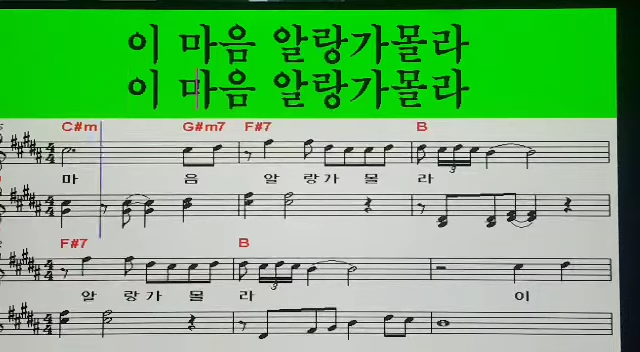 이 마음 알랑가몰라
이 마음 알랑가몰라
C#m G#m7 F#7 B
마 음 알 랑 가 몰 라
F#7 B
알 랑 가 몰 라 이